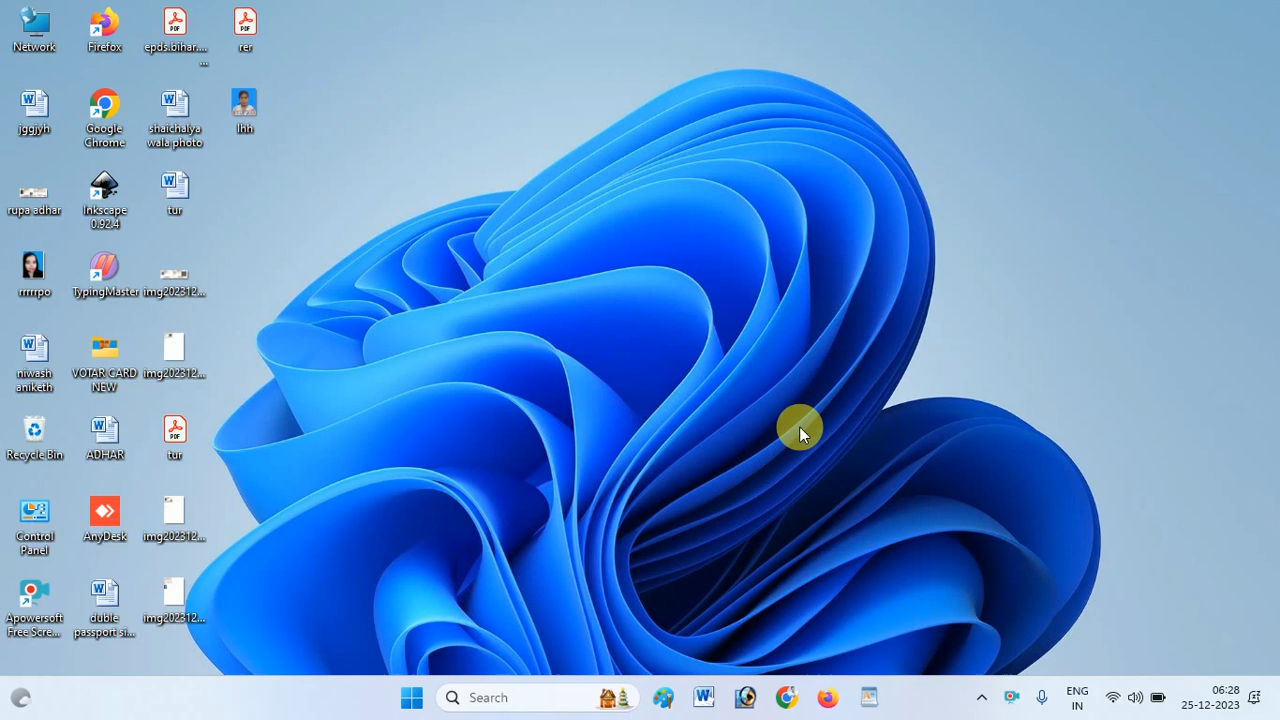 Network
Firefox
epds.bihar....
...
rer
jggjyh
Google
Chrome
shaichalya
wala photo
lhh
rupa adhar
Inkscape
0.92.4
tur
rrrrrpo
TypingMaster
img202312...
niwash
aniketh
VOTAR CARD
NEW
img202312...
Recycle Bin
ADHAR
tur
Control
Panel
AnyDesk
img202312...
Apowersoft
Free Scre...
duble
passport si...
img202312...
Search
ENG
IN
06:28
25-12-2023